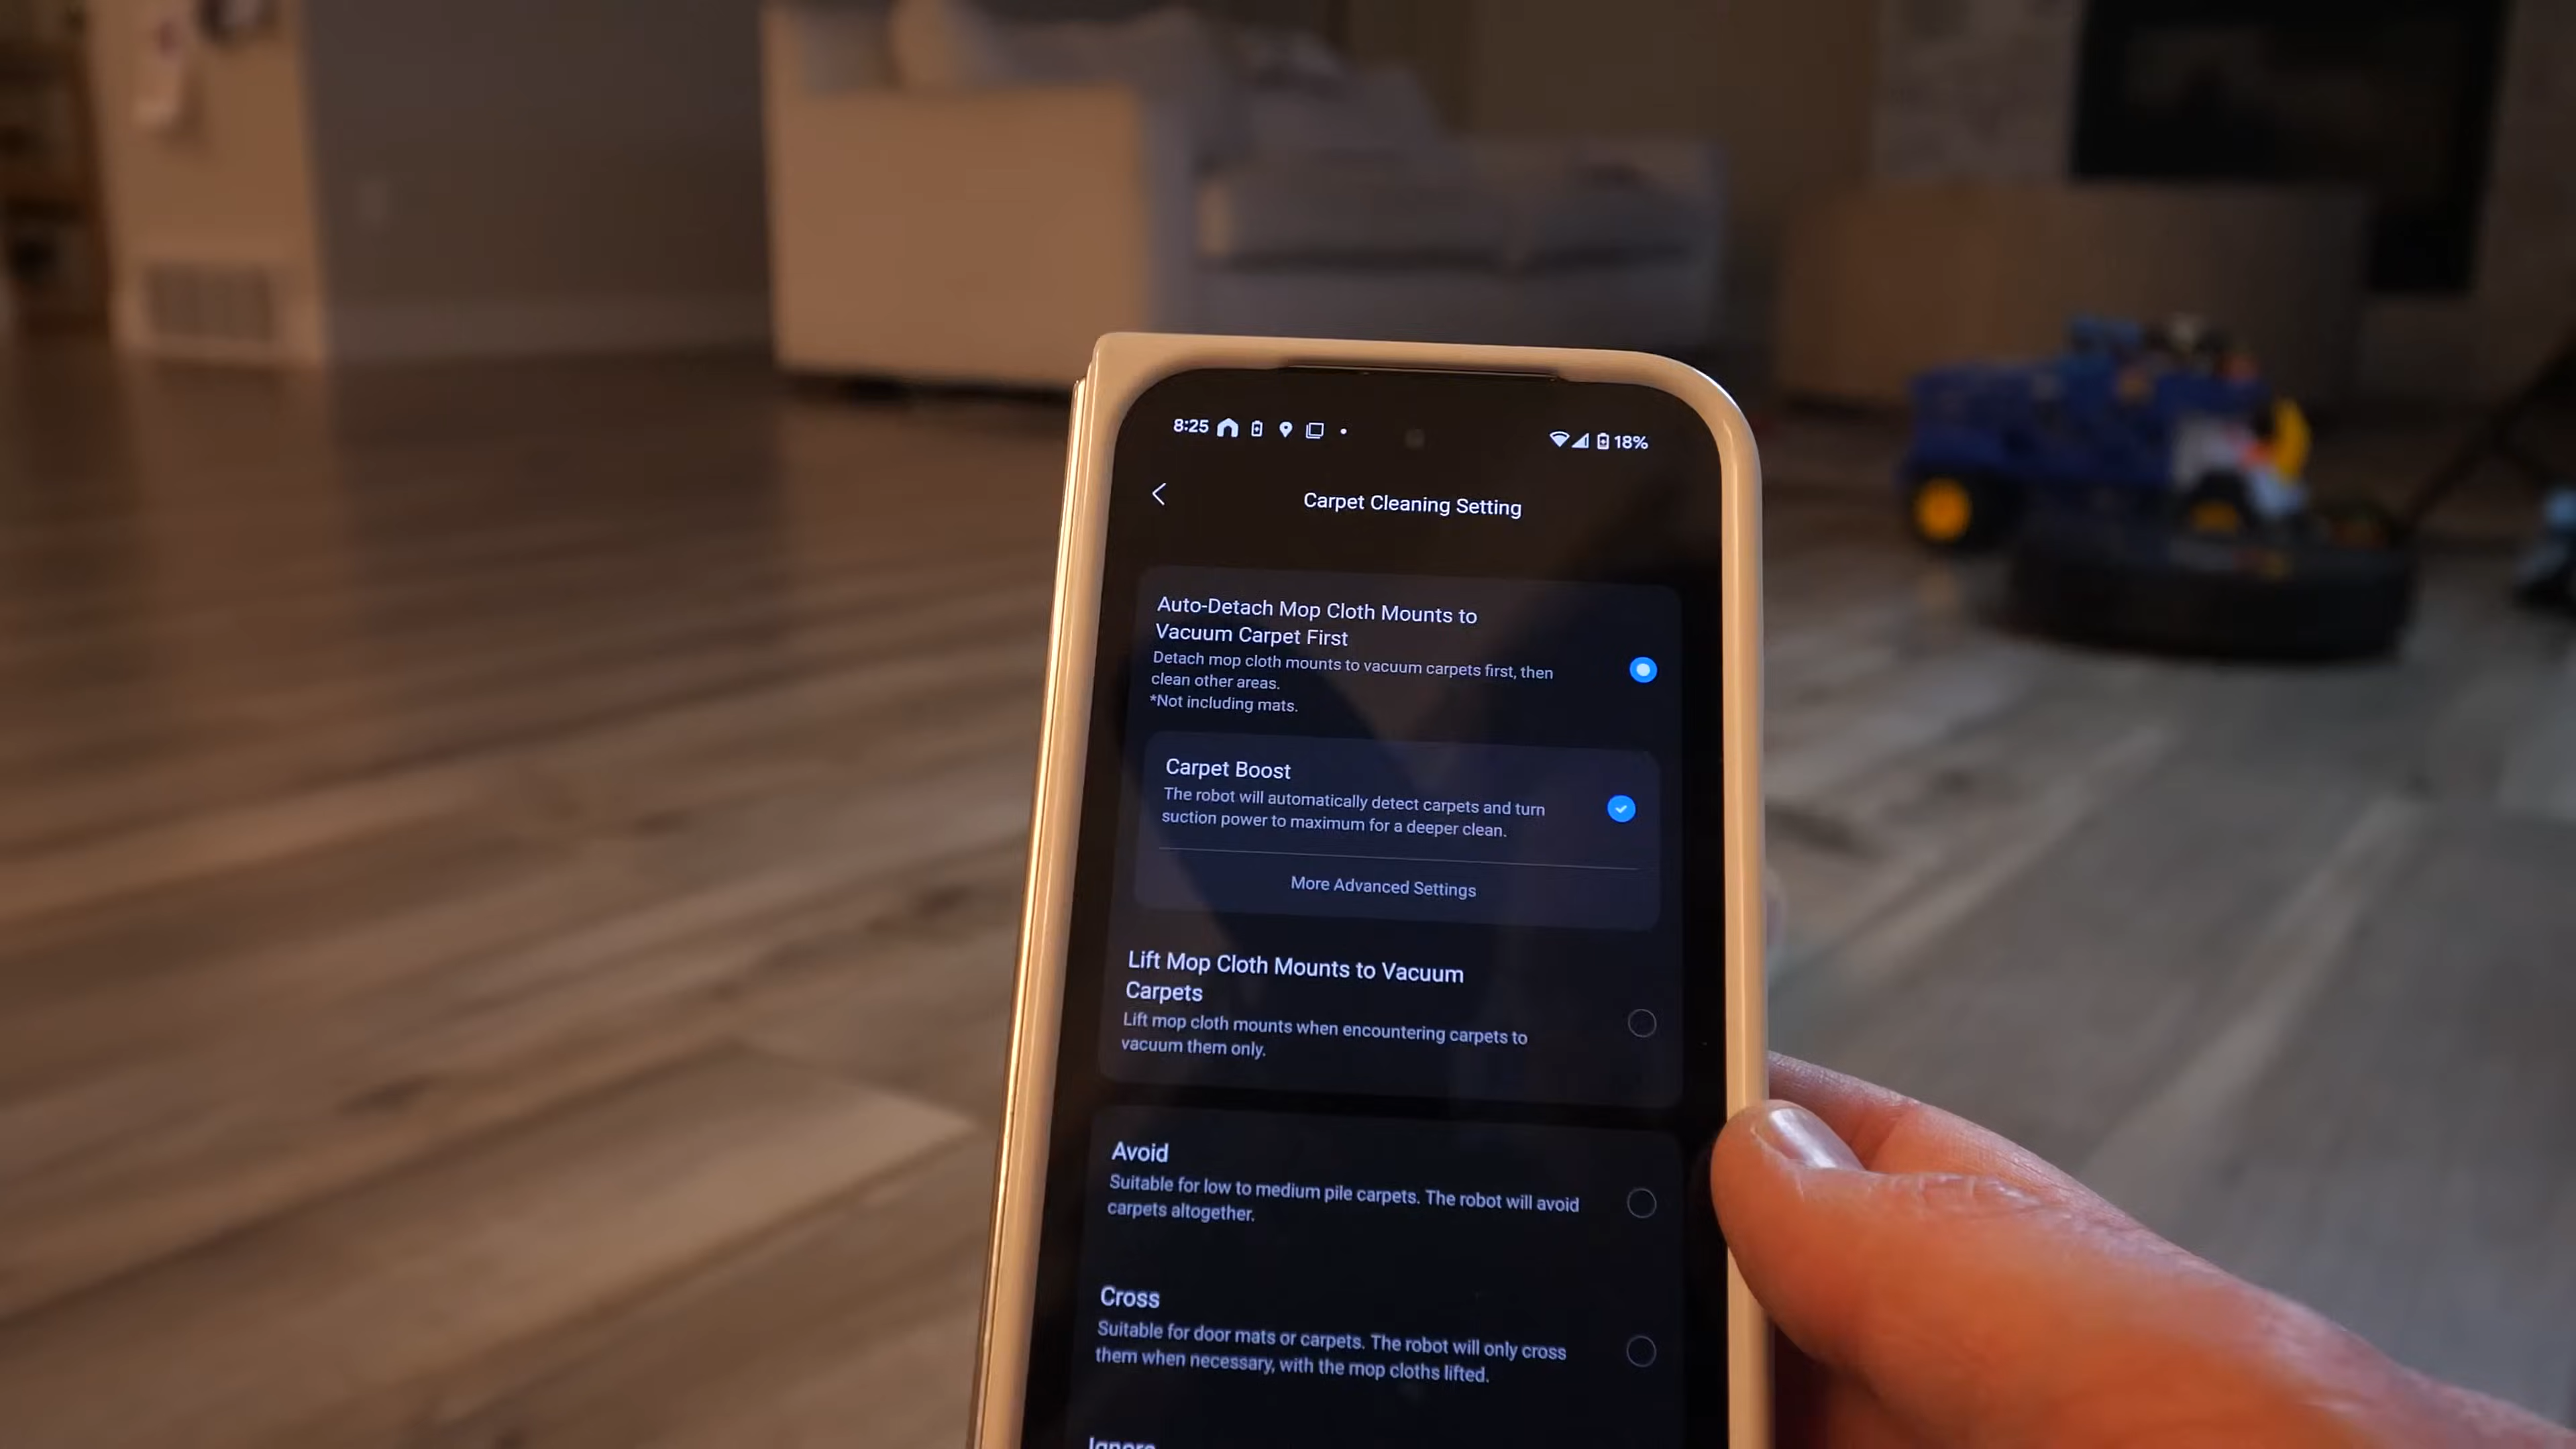 8:25
18%
Carpet Cleaning Setting
Auto-Detach Mop Cloth Mounts to
Vacuum Carpet First
Detach mop cloth mounts to vacuum carpets first, then
clean other areas.
*Not including mats.
Carpet Boost
The robot will automatically detect carpets and turn
suction power to maximum for a deeper clean.
More Advanced Settings
Lift Mop Cloth Mounts to Vacuum
Carpets
Lift mop cloth mounts when encountering carpets to
vacuum them only.
Avoid
Suitable for low to medium pile carpets. The robot will avoid
carpets altogether.
Cross
Suitable for door mats or carpets. The robot will only cross
them when necessary, with the mop cloths lifted.
Ignore